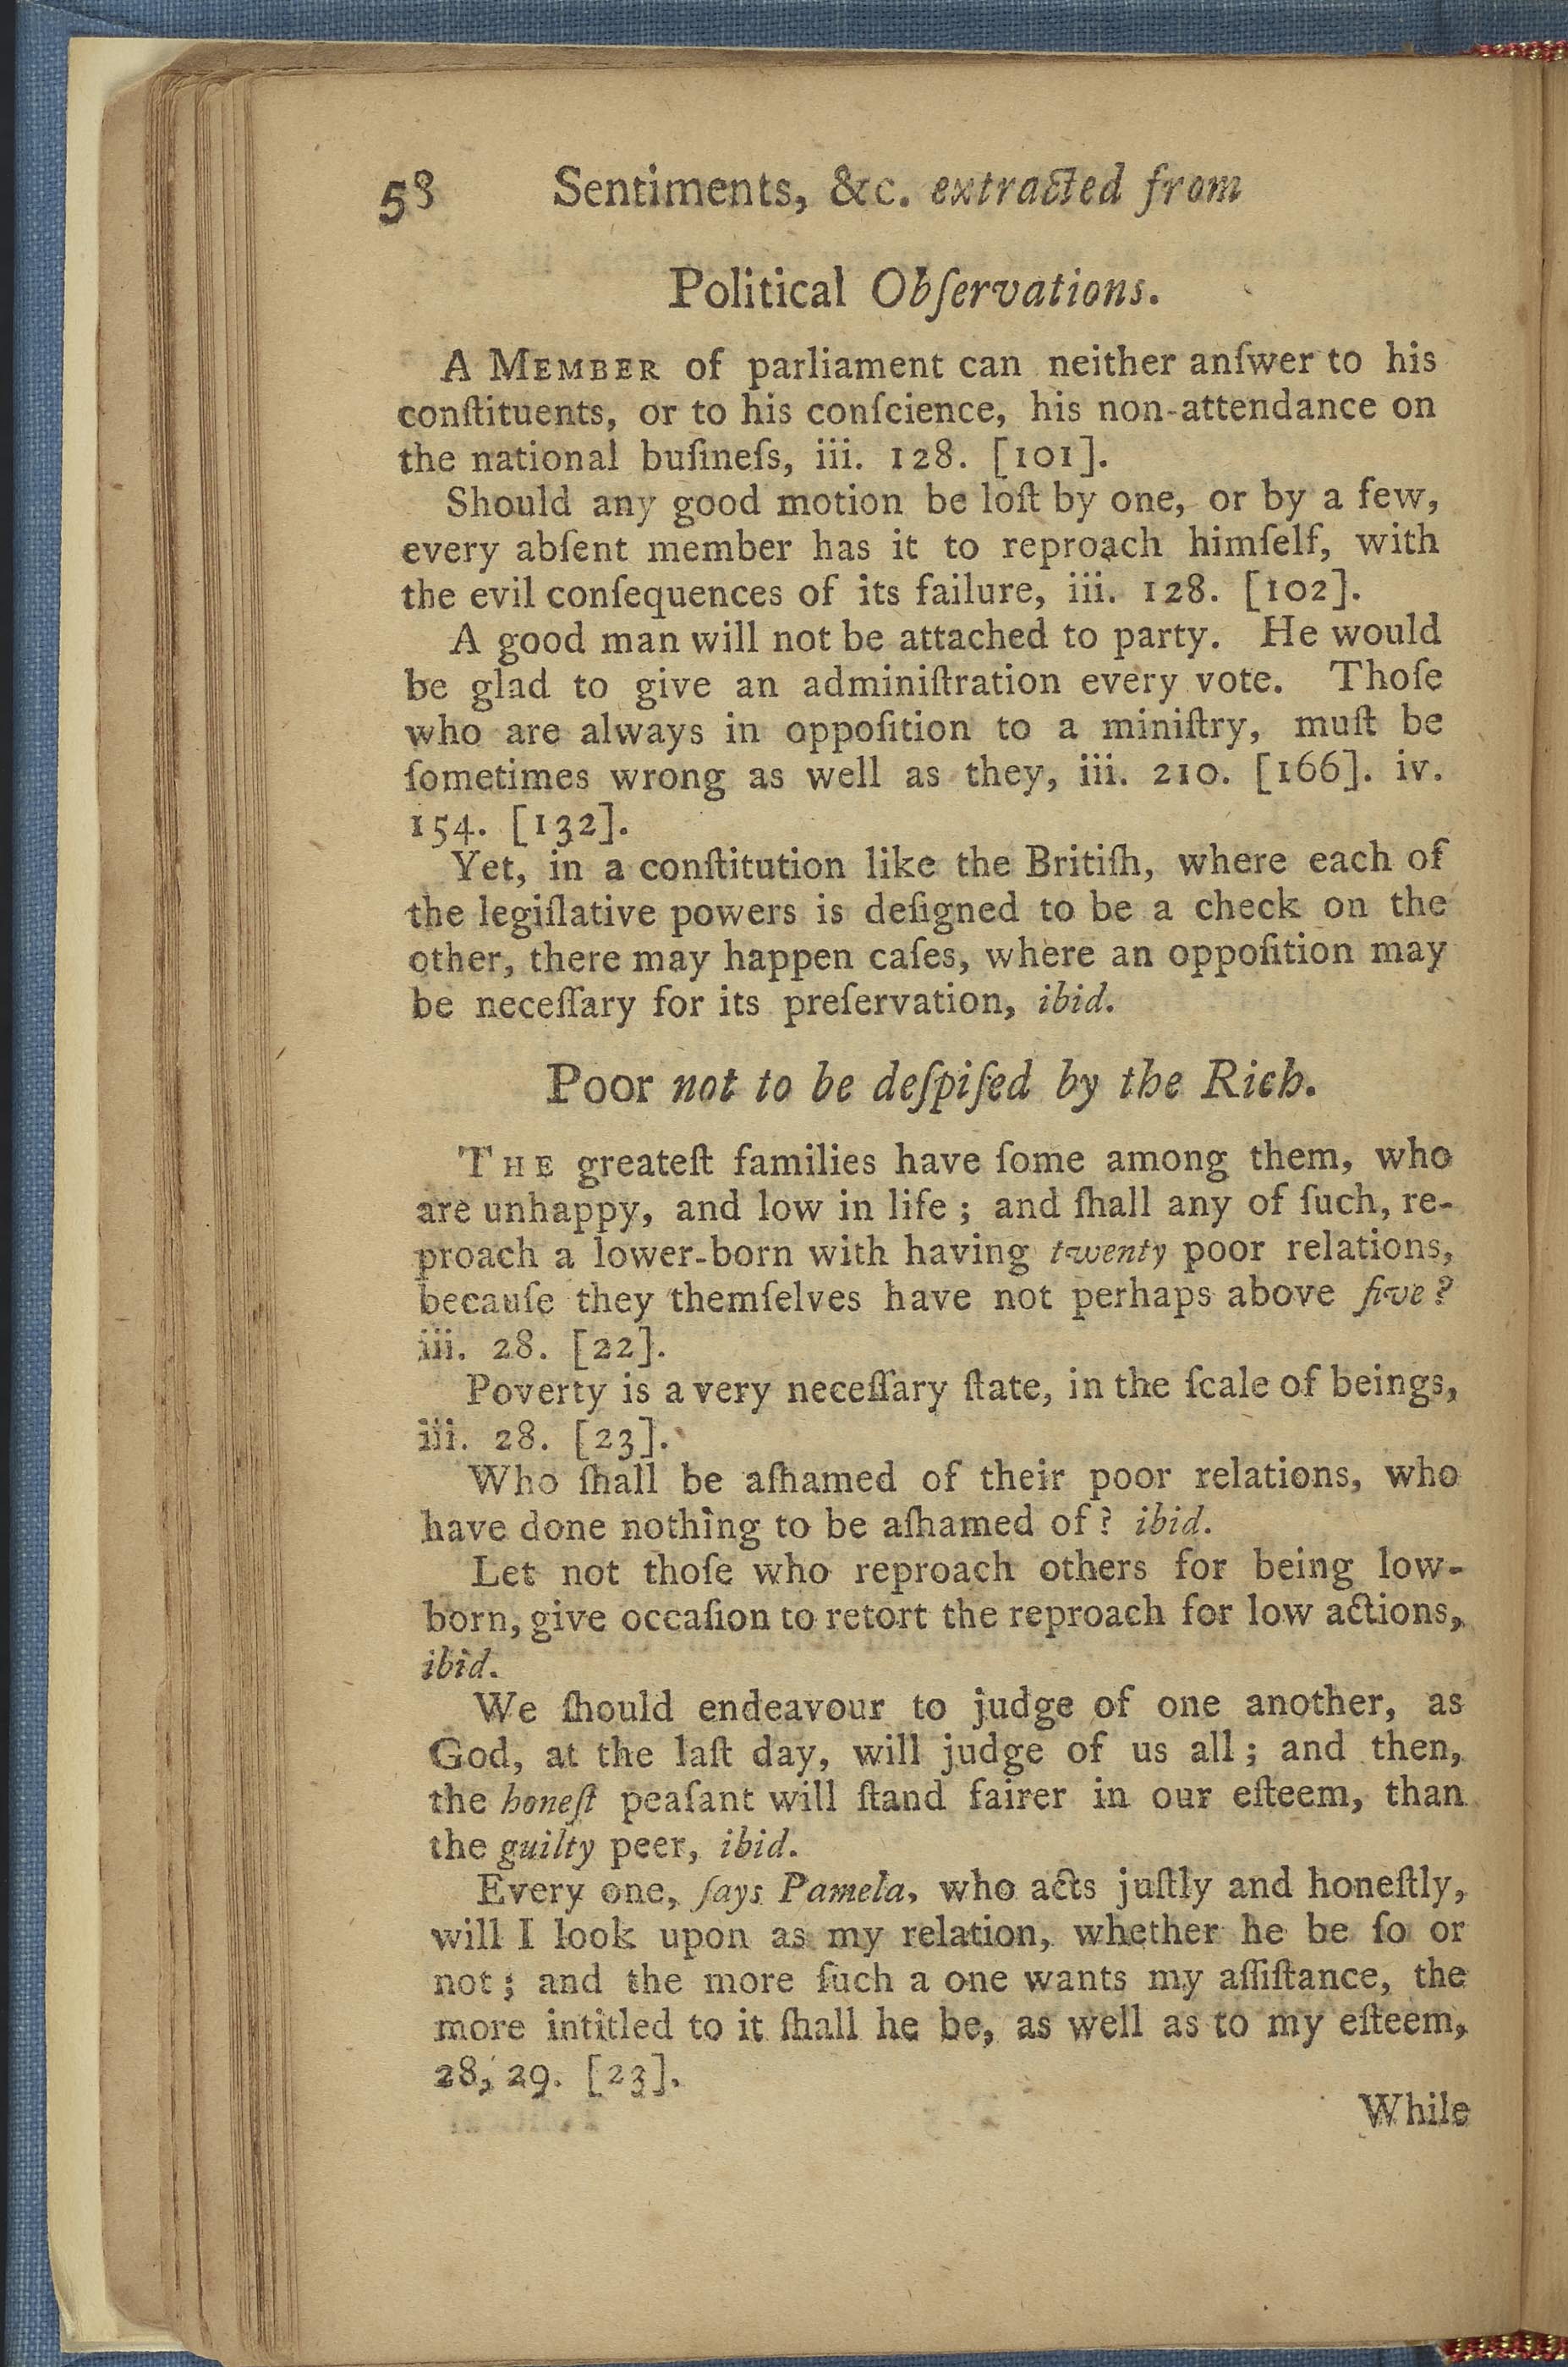 58 Sentiments, &c. extracted from
Political Obſervations.
A MEMBER of parliament can neither anſwer to his
conſtituents, or to his conſcience, his non-attendance on
the national buſineſs, iii. 128. [101].
Should any good motion be loſt by one, or by a few,
every abſent member has it to reproach himſelf, with
the evil conſequences of its failure, iii. 128. [102].
A good man will not be attached to party. He would
be glad to give an adminiſtration every vote. Thoſe
who are always in oppoſition to a miniſtry, muſt be
ſometimes wrong as well as they, iii. 210. [166]. iv.
154. [132].
Yet, in a conſtitution like the Britiſh, where each of
the legiſlative powers is deſigned to be a check on the
other, there may happen caſes, where an oppoſition may
be neceſſary for its preſervation, ibid.
Poor not to be deſpiſed by the Rich.
THE greateſt families have ſome among them, who
are unhappy, and low in life ; and ſhall any of ſuch, re-
proach a lower-born with having twenty poor relations,
becauſe they themſelves have not perhaps above five ?
iii. 28. [22].
Poverty is a very neceſſary ſtate, in the ſcale of beings,
iii. 28. [23].
Who ſhall be aſhamed of their poor relations, who
have done nothing to be aſhamed of ? ibid.
Let not thoſe who reproach others for being low-
born, give occaſion to retort the reproach for low actions,
ibid.
We ſhould endeavour to judge of one another, as
God, at the laſt day, will judge of us all ; and then,
the honeſt peaſant will ſtand fairer in our eſteem, than
the guilty peer, ibid.
Every one, ſays Pamela, who acts juſtly and honeſtly,
will I look upon as my relation, whether he be ſo or
not ; and the more ſuch a one wants my aſſiſtance, the
more intitled to it ſhall he be, as well as to my eſteem,
28, 29. [23].
While